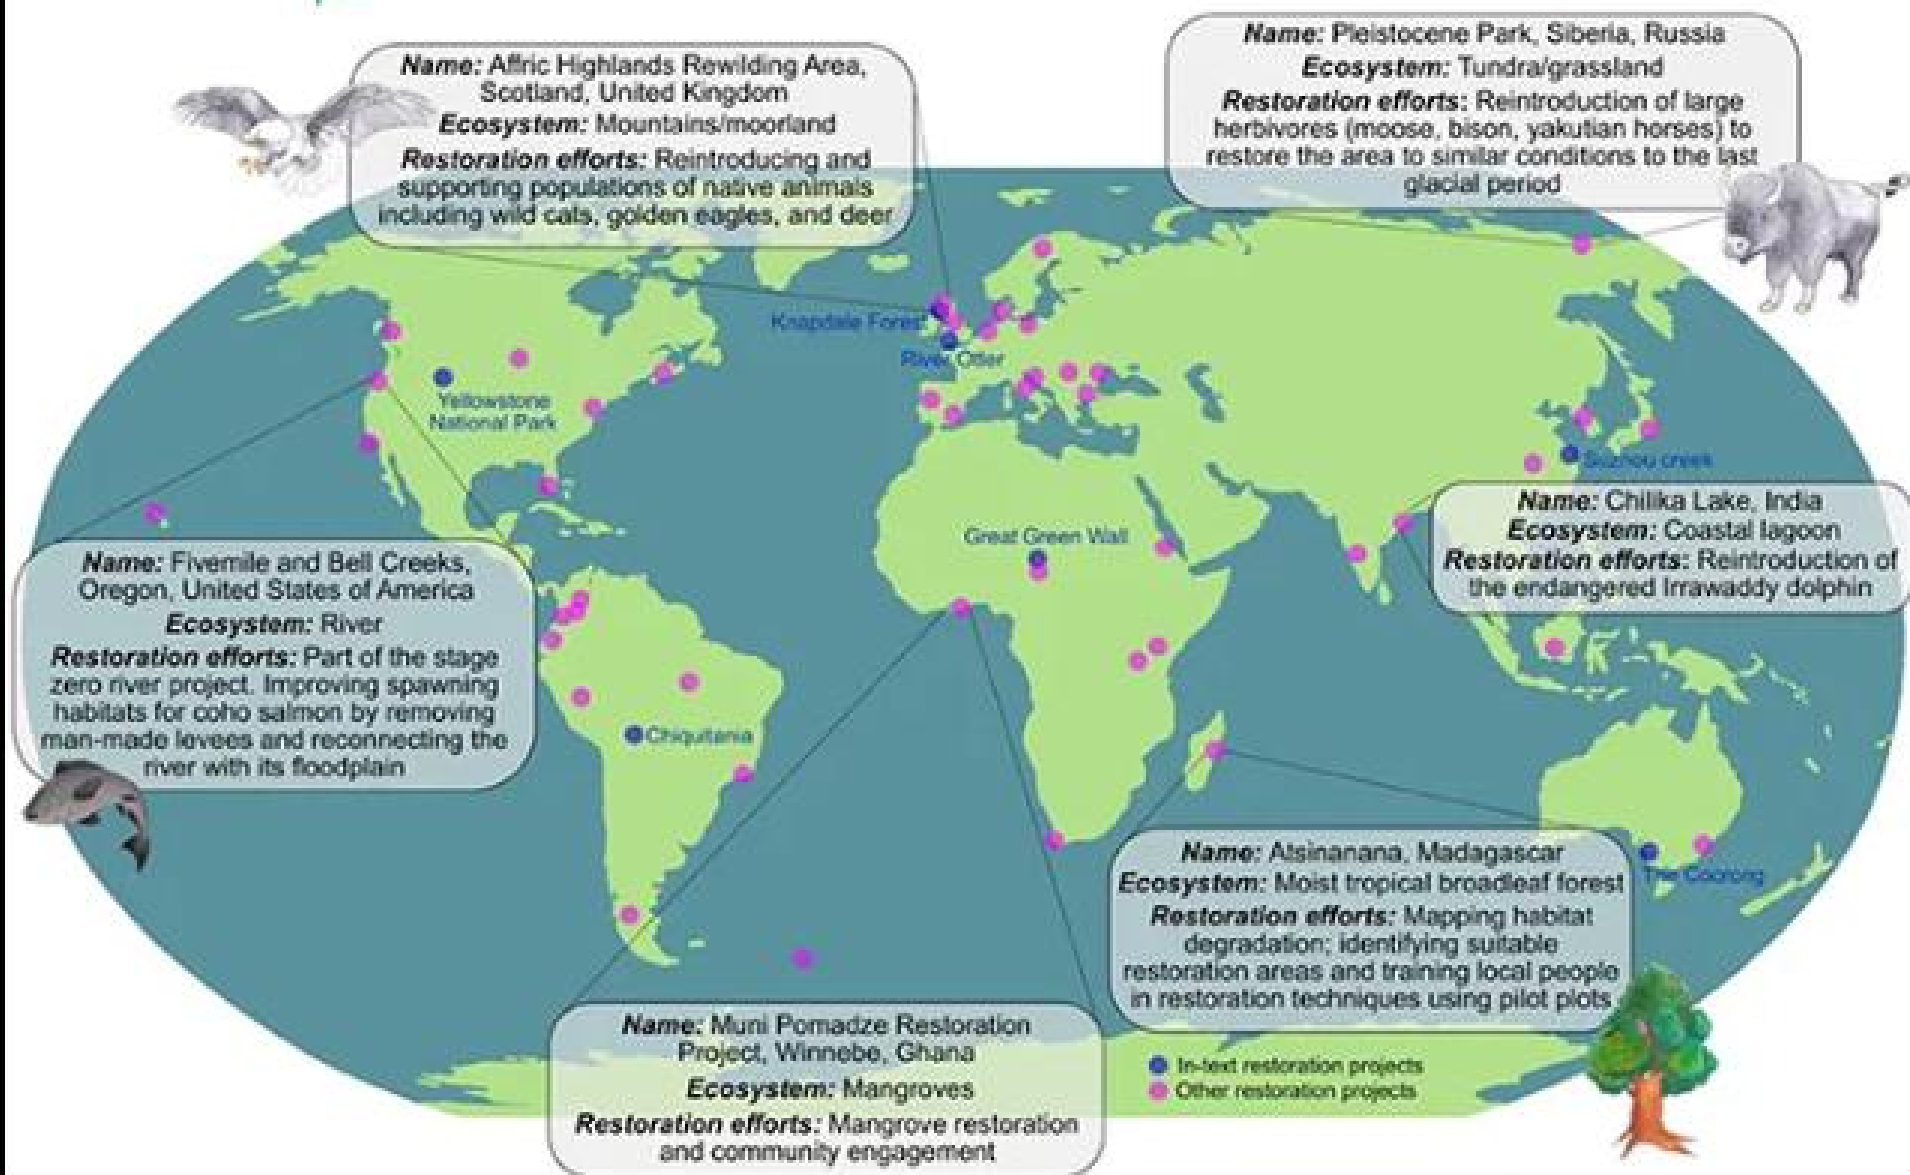 Name: Affric Highlands Rewilding Area,
Scotland, United Kingdom
Ecosystem: Mountains/moorland
Restoration efforts: Reintroducing and
supporting populations of native animals
including wild cats, golden eagles, and deer
Name: Pleistocene Park, Siberia, Russia
Ecosystem: Tundra/grassland
Restoration efforts: Reintroduction of large
herbivores (moose, bison, yakutian horses) to
restore the area to similar conditions to the last
glacial period
Knapdale Forest
River Otter
Yellowstone
National Park
Suzhou creek
Name: Chilika Lake, India
Ecosystem: Coastal lagoon
Restoration efforts: Reintroduction of
the endangered Irrawaddy dolphin
Great Green Wall
Name: Fivemile and Bell Creeks,
Oregon, United States of America
Ecosystem: River
Restoration efforts: Part of the stage
zero river project. Improving spawning
habitats for coho salmon by removing
man-made levees and reconnecting the
river with its floodplain
Chiquitania
Name: Atsinanana, Madagascar
Ecosystem: Moist tropical broadleaf forest
Restoration efforts: Mapping habitat
degradation; identifying suitable
restoration areas and training local people
in restoration techniques using pilot plots
The Coorong
Name: Muni Pomadze Restoration
Project, Winnebe, Ghana
Ecosystem: Mangroves
Restoration efforts: Mangrove restoration
and community engagement
In-text restoration projects
Other restoration projects